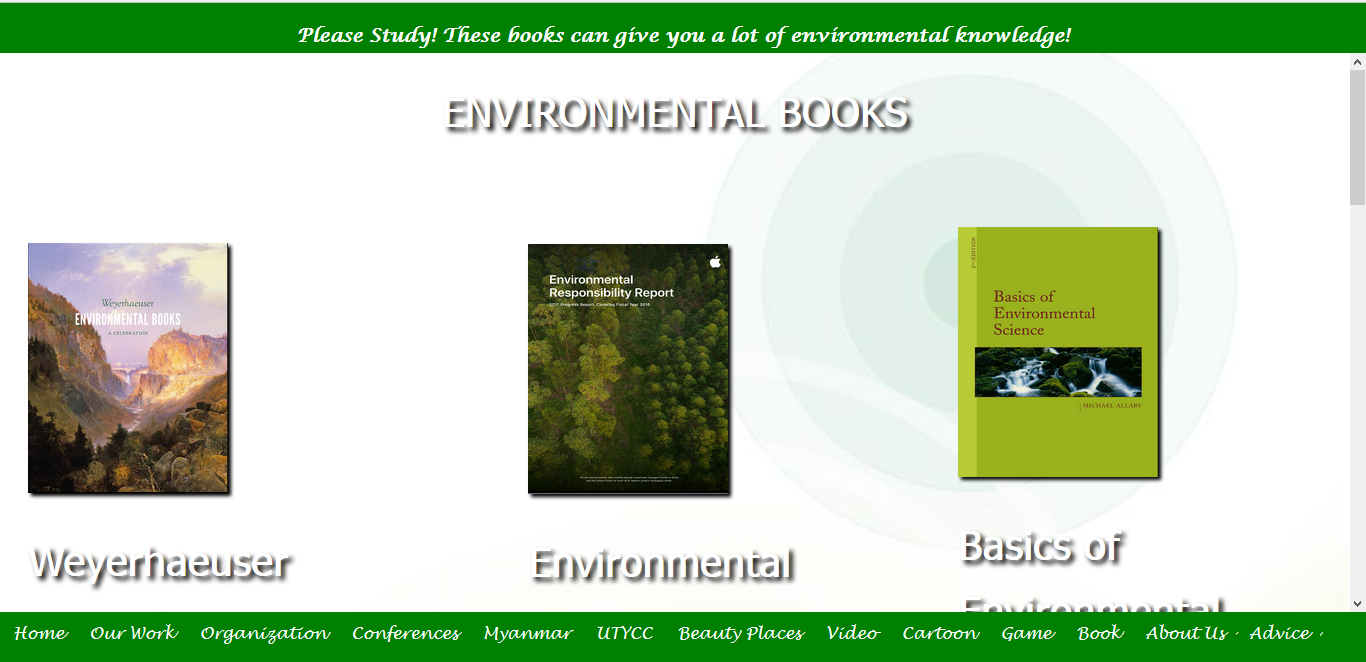 Please Study! These books can give you a lot of environmental knowledge!
ENVIRONMENTAL BOOKS
Weyerhaeuser
ENVIRONMENTAL BOOKS
A CELEBRATION
Environmental
Responsibility Report
2017 Progress Report, Covering Fiscal Year 2016
2ND EDITION
Basics of
Environmental
Science
MICHAEL ALLABY
Weyerhaeuser
Environmental
Basics of
Environmental
Home Our Work Organization Conferences Myanmar UTYCC Beauty Places Video Cartoon Game Book About Us Advice